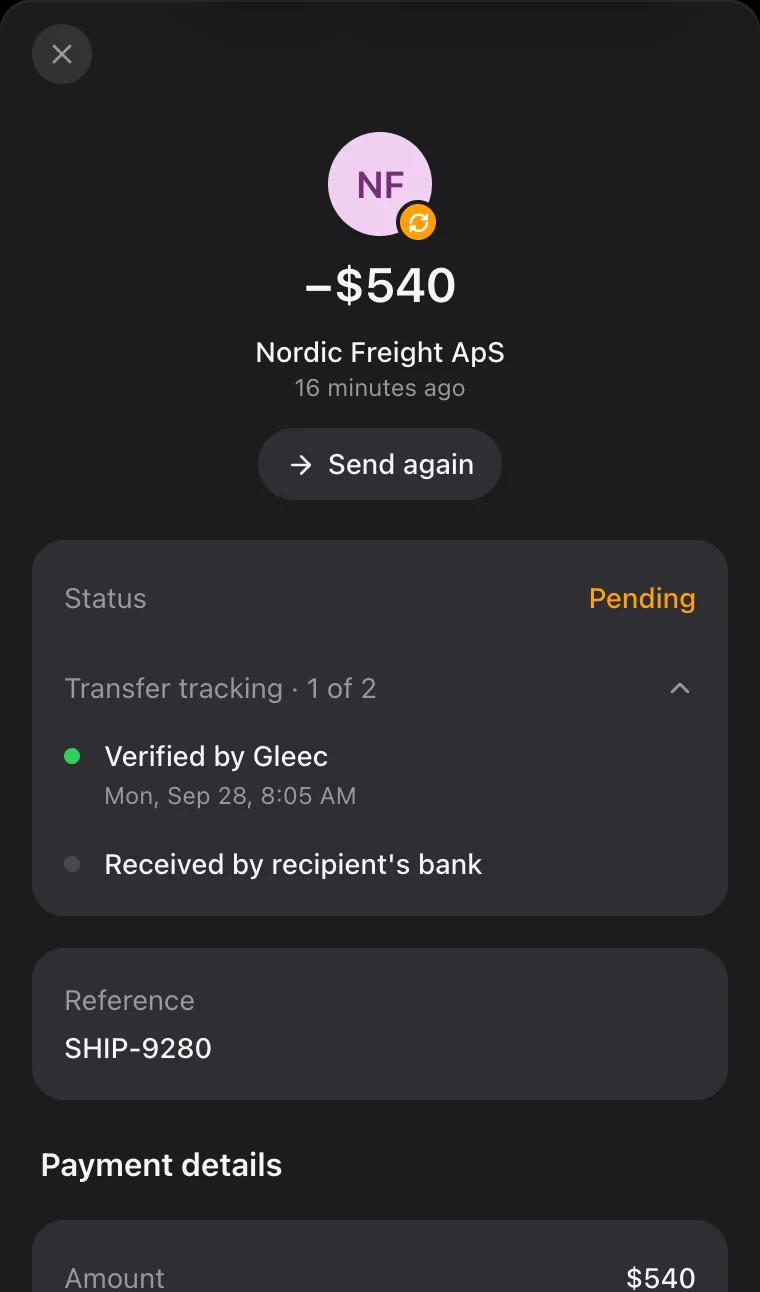 NF
–$540
Nordic Freight ApS
16 minutes ago
→ Send again
Status Pending
Transfer tracking · 1 of 2
Verified by Gleec
Mon, Sep 28, 8:05 AM
Received by recipient's bank
Reference
SHIP-9280
Payment details
Amount $540